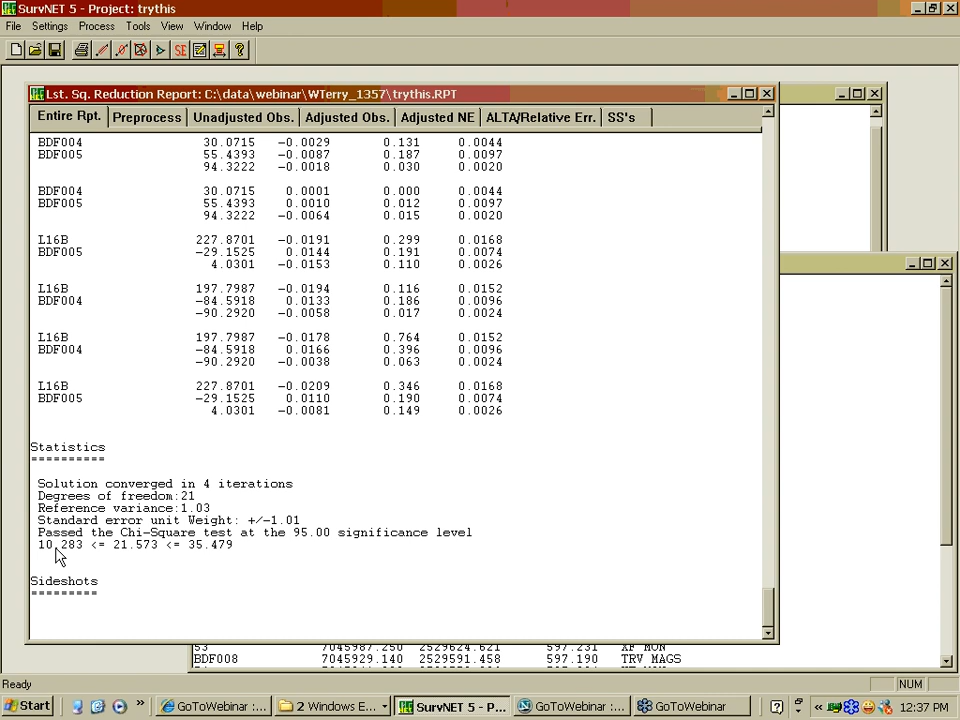 SurvNET 5 - Project: trythis
File Settings Process Tools View Window Help
SE
Lst. Sq. Reduction Report: C:\data\webinar\WTerry_1357\trythis.RPT
Entire Rpt. Preprocess Unadjusted Obs. Adjusted Obs. Adjusted NE ALTA/Relative Err. SS's
BDF004 30.0715 -0.0029 0.131 0.0044
BDF005 55.4393 -0.0087 0.187 0.0097
94.3222 -0.0018 0.030 0.0020
BDF004 30.0715 0.0001 0.000 0.0044
BDF005 55.4393 0.0010 0.012 0.0097
94.3222 -0.0064 0.015 0.0020
L16B 227.8701 -0.0191 0.299 0.0168
BDF005 -29.1525 0.0144 0.191 0.0074
4.0301 -0.0153 0.110 0.0026
L16B 197.7987 -0.0194 0.116 0.0152
BDF004 -84.5918 0.0133 0.186 0.0096
-90.2920 -0.0058 0.017 0.0024
L16B 197.7987 -0.0178 0.764 0.0152
BDF004 -84.5918 0.0166 0.396 0.0096
-90.2920 -0.0038 0.063 0.0024
L16B 227.8701 -0.0209 0.346 0.0168
BDF005 -29.1525 0.0110 0.190 0.0074
4.0301 -0.0081 0.149 0.0026
Statistics
==========
Solution converged in 4 iterations
Degrees of freedom:21
Reference variance:1.03
Standard error unit Weight: +/-1.01
Passed the Chi-Square test at the 95.00 significance level
10.283 <= 21.573 <= 35.479
Sideshots
=========
53 7045987.250 2529624.621 597.231
BDF008 7045929.140 2529591.458 597.190 TRV MAGS
Ready NUM
Start » GoToWebinar :... 2 Windows E... SurvNET 5 - P... GoToWebinar :... GoToWebinar « 12:37 PM